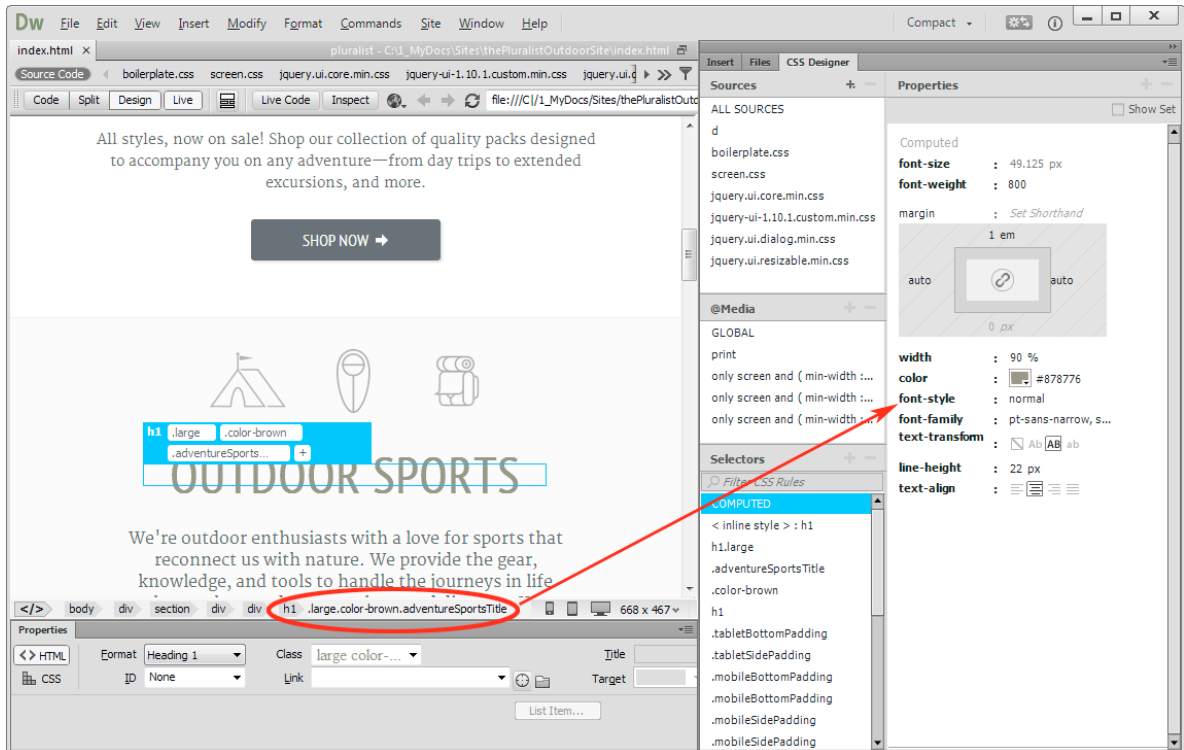 Dw File Edit View Insert Modify Format Commands Site Window Help Compact
index.html × pluralist - C:\1_MyDocs\Sites\thePluralistOutdoorSite\index.html
Source Code boilerplate.css screen.css jquery.ui.core.min.css jquery-ui-1.10.1.custom.min.css jquery.ui.d
Code Split Design Live Live Code Inspect file:///C|/1_MyDocs/Sites/thePluralistOutd
All styles, now on sale! Shop our collection of quality packs designed
to accompany you on any adventure—from day trips to extended
excursions, and more.
SHOP NOW
h1 .large .color-brown
.adventureSports... +
OUTDOOR SPORTS
We're outdoor enthusiasts with a love for sports that
reconnect us with nature. We provide the gear,
knowledge, and tools to handle the journeys in life
</> body div section div div h1 .large.color-brown.adventureSportsTitle 668 x 467
Properties
<> HTML Format Heading 1 Class large color-... Title
CSS ID None Link Target
List Item...
Insert Files CSS Designer
Sources
ALL SOURCES
d
boilerplate.css
screen.css
jquery.ui.core.min.css
jquery-ui-1.10.1.custom.min.css
jquery.ui.dialog.min.css
jquery.ui.resizable.min.css
@Media
GLOBAL
print
only screen and ( min-width :...
only screen and ( min-width :...
only screen and ( min-width :...
Selectors
Filter CSS Rules
COMPUTED
< inline style > : h1
h1.large
.adventureSportsTitle
.color-brown
h1
.tabletBottomPadding
.tabletSidePadding
.mobileBottomPadding
.mobileBottomPadding
.mobileSidePadding
.mobileSidePadding
Properties
Show Set
Computed
font-size : 49.125 px
font-weight : 800
margin : Set Shorthand
1 em
auto auto
0 px
width : 90 %
color : #878776
font-style : normal
font-family : pt-sans-narrow, s...
text-transform : Ab AB ab
line-height : 22 px
text-align :